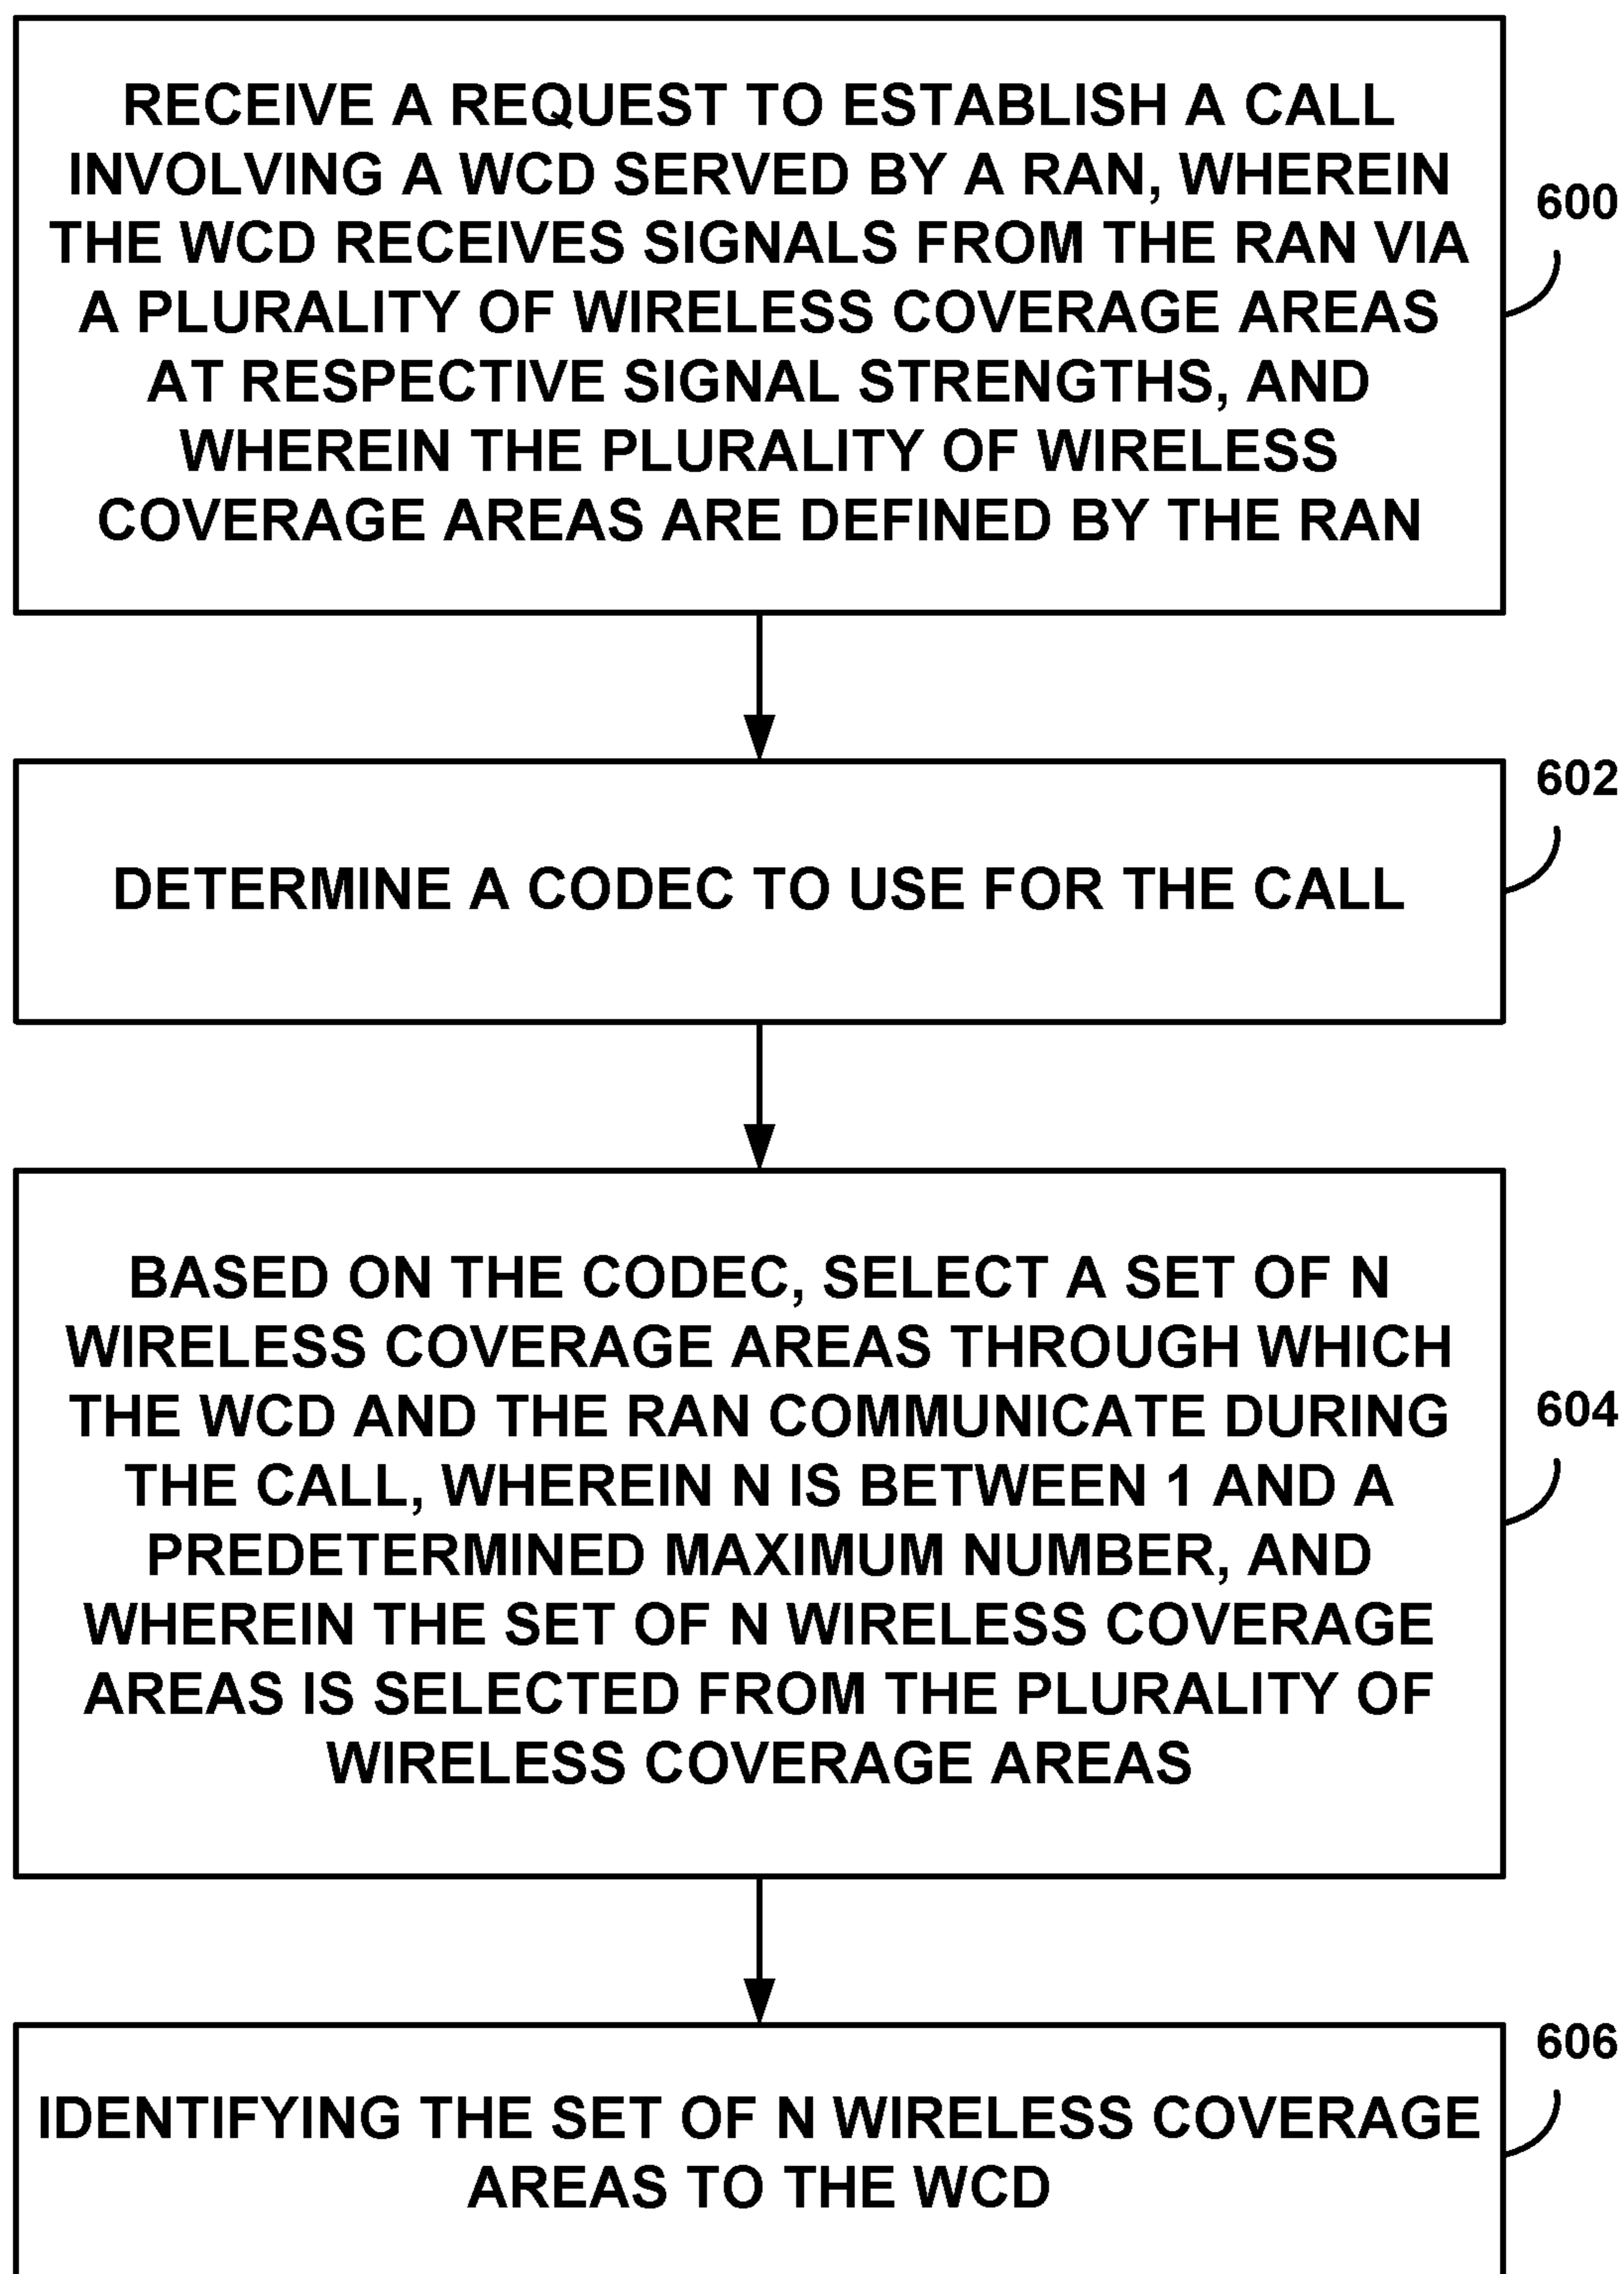 RECEIVE A REQUEST TO ESTABLISH A CALL
INVOLVING A WCD SERVED BY A RAN, WHEREIN
THE WCD RECEIVES SIGNALS FROM THE RAN VIA
A PLURALITY OF WIRELESS COVERAGE AREAS
AT RESPECTIVE SIGNAL STRENGTHS, AND
WHEREIN THE PLURALITY OF WIRELESS
COVERAGE AREAS ARE DEFINED BY THE RAN
600
602
DETERMINE A CODEC TO USE FOR THE CALL
BASED ON THE CODEC, SELECT A SET OF N
WIRELESS COVERAGE AREAS THROUGH WHICH
THE WCD AND THE RAN COMMUNICATE DURING
THE CALL, WHEREIN N IS BETWEEN 1 AND A
PREDETERMINED MAXIMUM NUMBER, AND
WHEREIN THE SET OF N WIRELESS COVERAGE
AREAS IS SELECTED FROM THE PLURALITY OF
WIRELESS COVERAGE AREAS
604
606
IDENTIFYING THE SET OF N WIRELESS COVERAGE
AREAS TO THE WCD